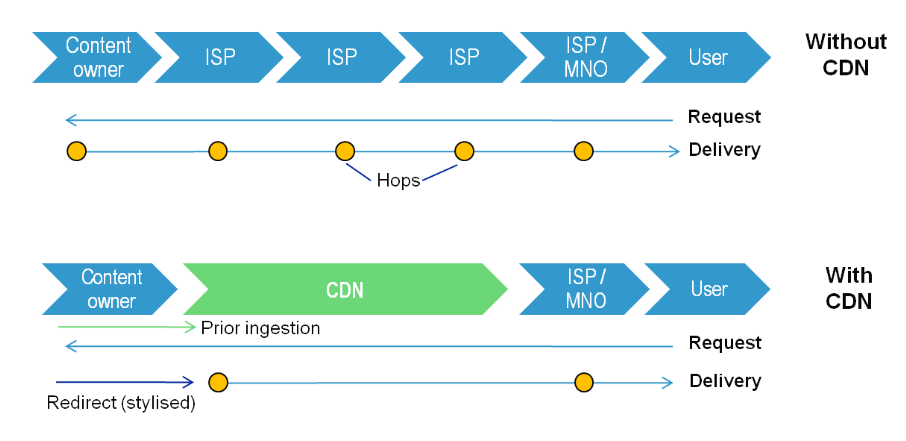 Content
owner
ISP
ISP
ISP
ISP /
MNO
User
Without
CDN
Request
Delivery
Hops
Content
owner
CDN
ISP /
MNO
User
With
CDN
Prior ingestion
Request
Delivery
Redirect (stylised)